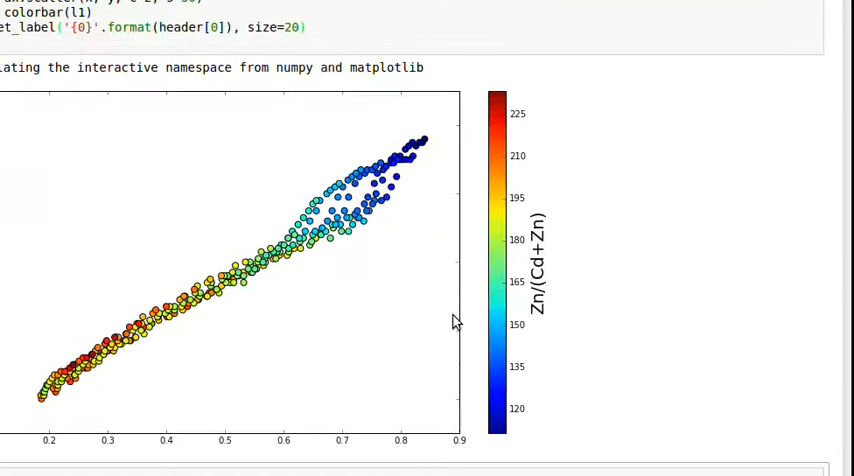 colorbar(l1)
et_label('{0}'.format(header[0]), size=20)
lating the interactive namespace from numpy and matplotlib
225
210
195
180
165
150
135
120
Zn/(Cd+Zn)
0.2 0.3 0.4 0.5 0.6 0.7 0.8 0.9